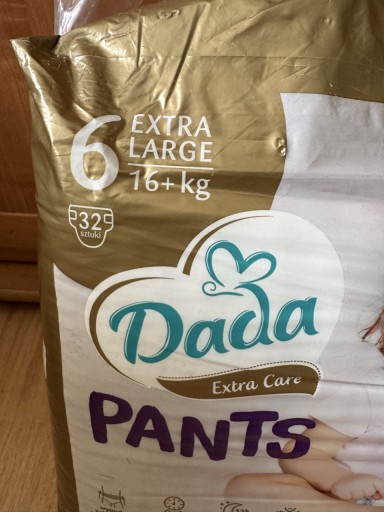 6
EXTRA
LARGE
16+ kg
32
sztuki
Dada
Extra Care
PANTS